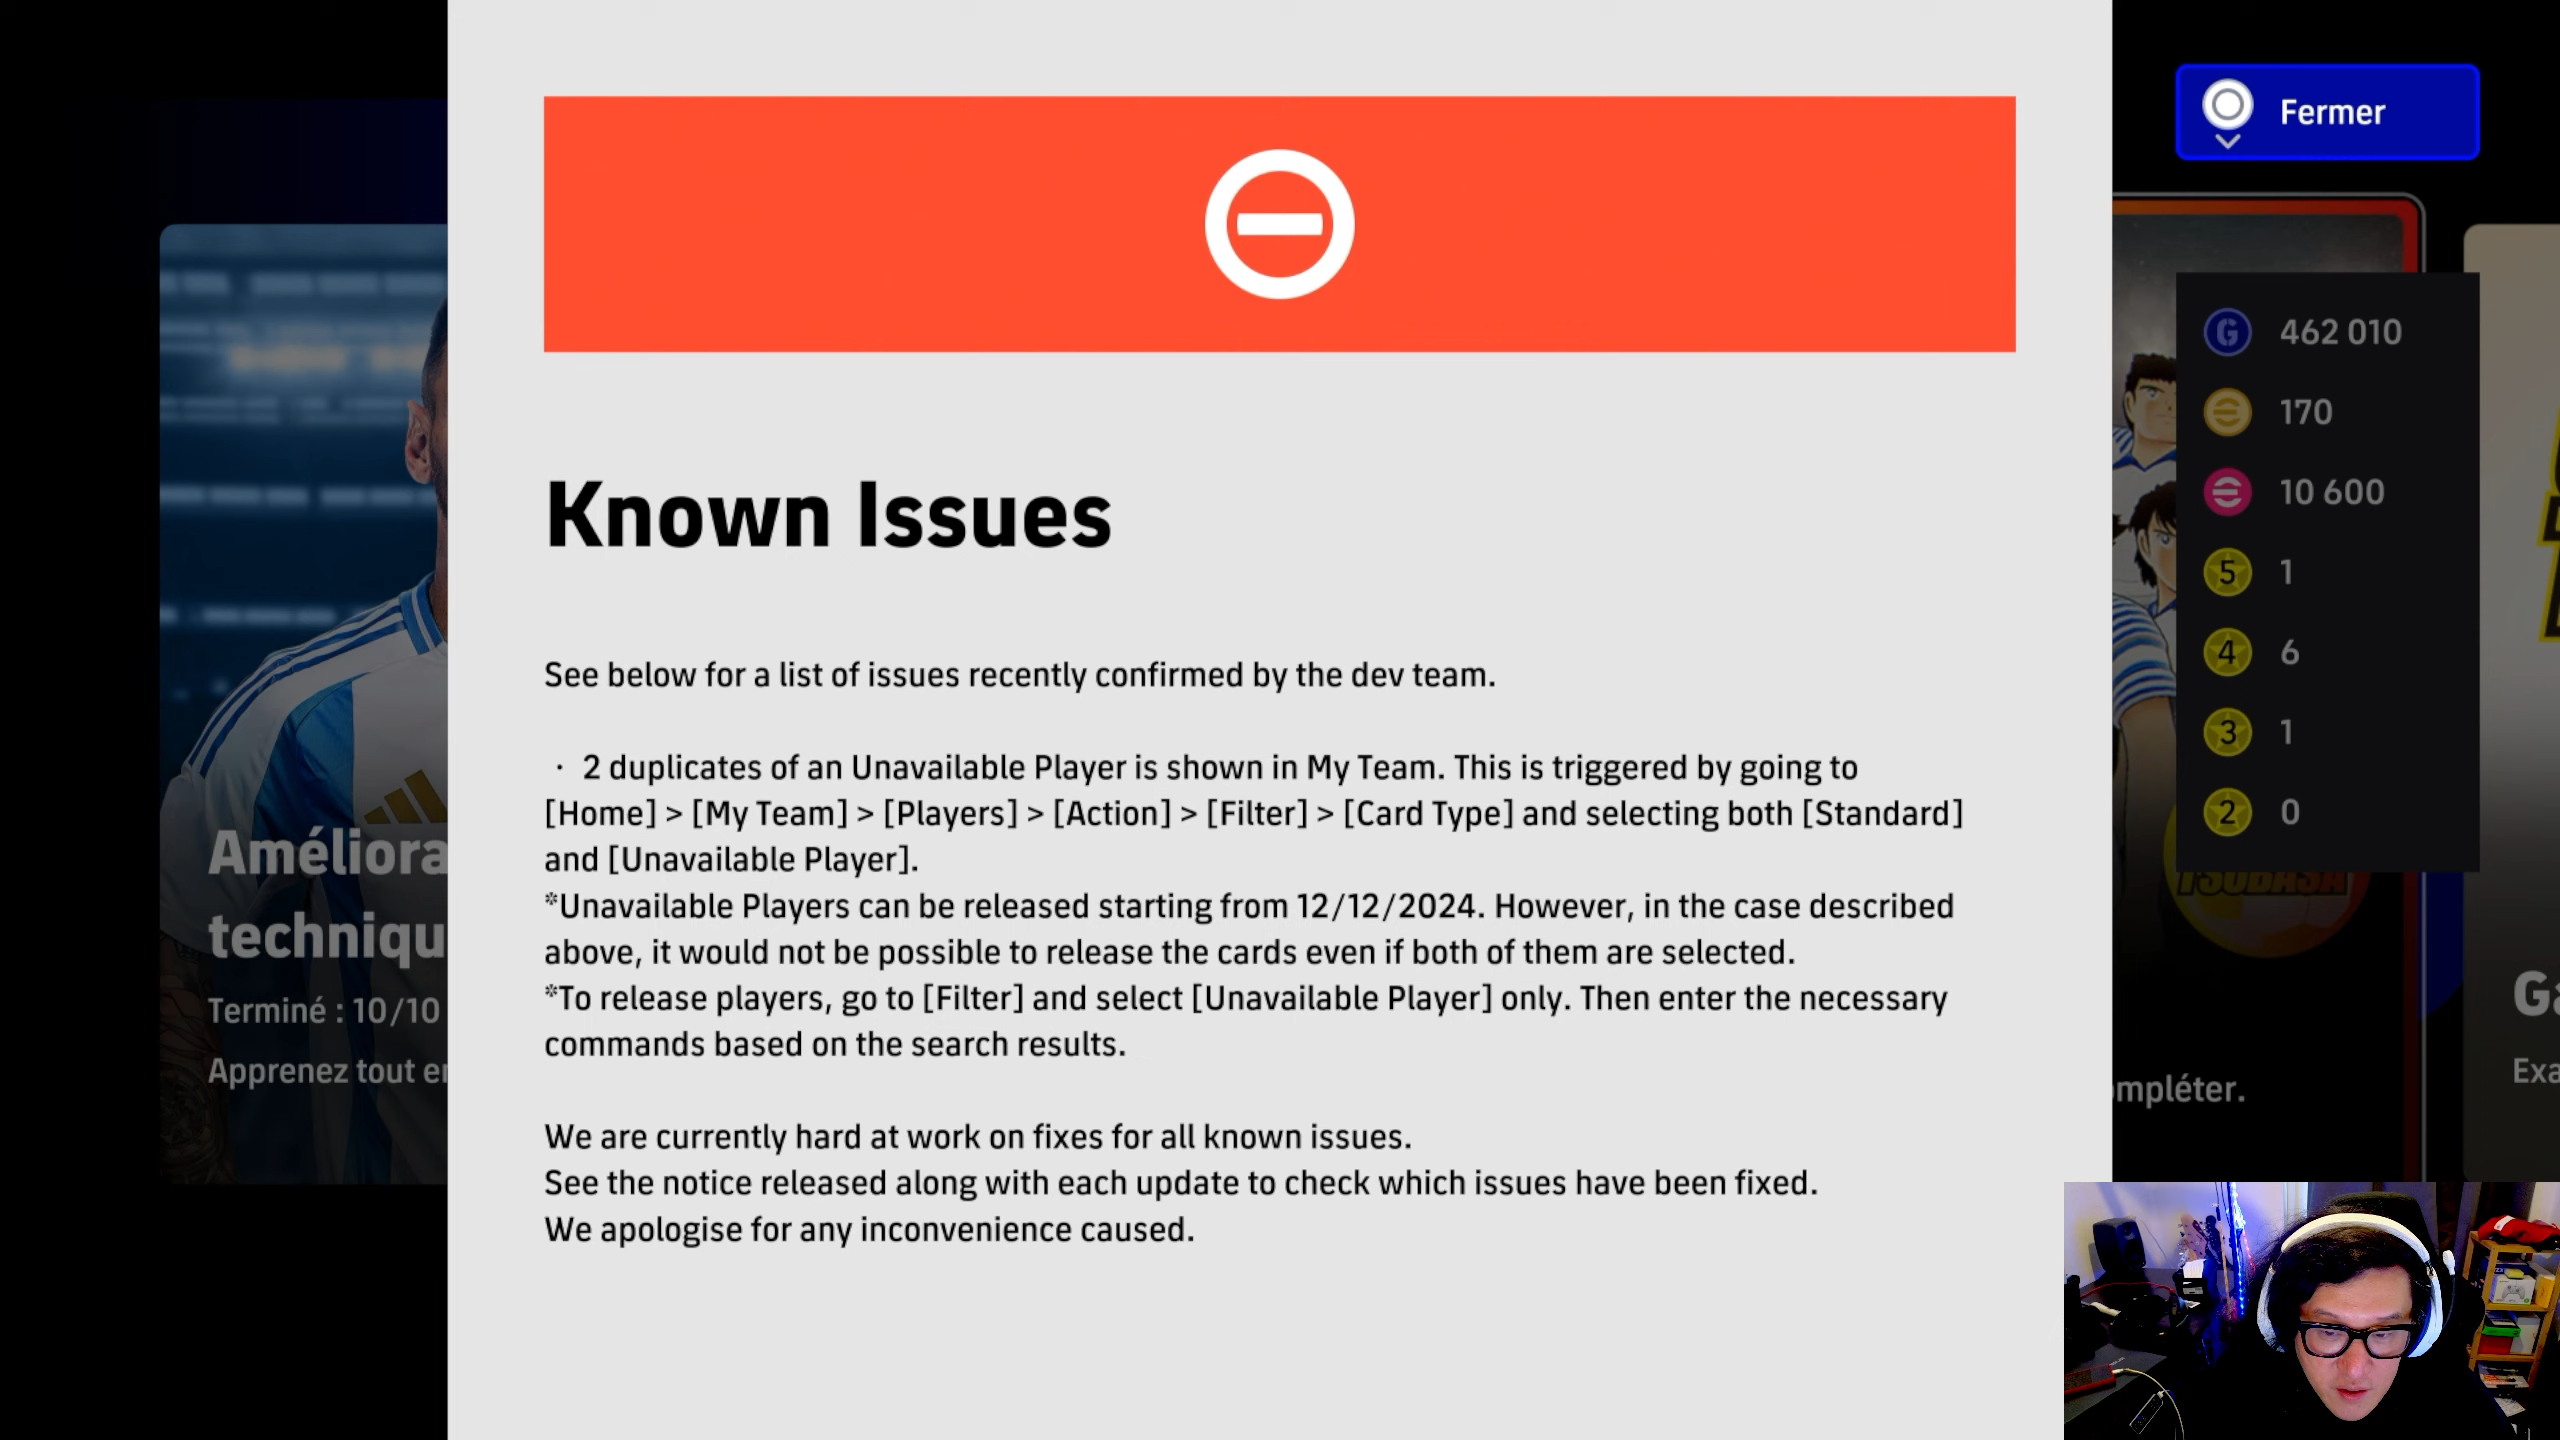 Fermer
462 010
170
10 600
5 1
4 6
3 1
2 0
Known Issues
See below for a list of issues recently confirmed by the dev team.
· 2 duplicates of an Unavailable Player is shown in My Team. This is triggered by going to
[Home] > [My Team] > [Players] > [Action] > [Filter] > [Card Type] and selecting both [Standard]
and [Unavailable Player].
*Unavailable Players can be released starting from 12/12/2024. However, in the case described
above, it would not be possible to release the cards even if both of them are selected.
*To release players, go to [Filter] and select [Unavailable Player] only. Then enter the necessary
commands based on the search results.
We are currently hard at work on fixes for all known issues.
See the notice released along with each update to check which issues have been fixed.
We apologise for any inconvenience caused.
Améliora
techniqu
Terminé : 10/10
Apprenez tout e
TSUBASA
mpléter.
Ga
Exa